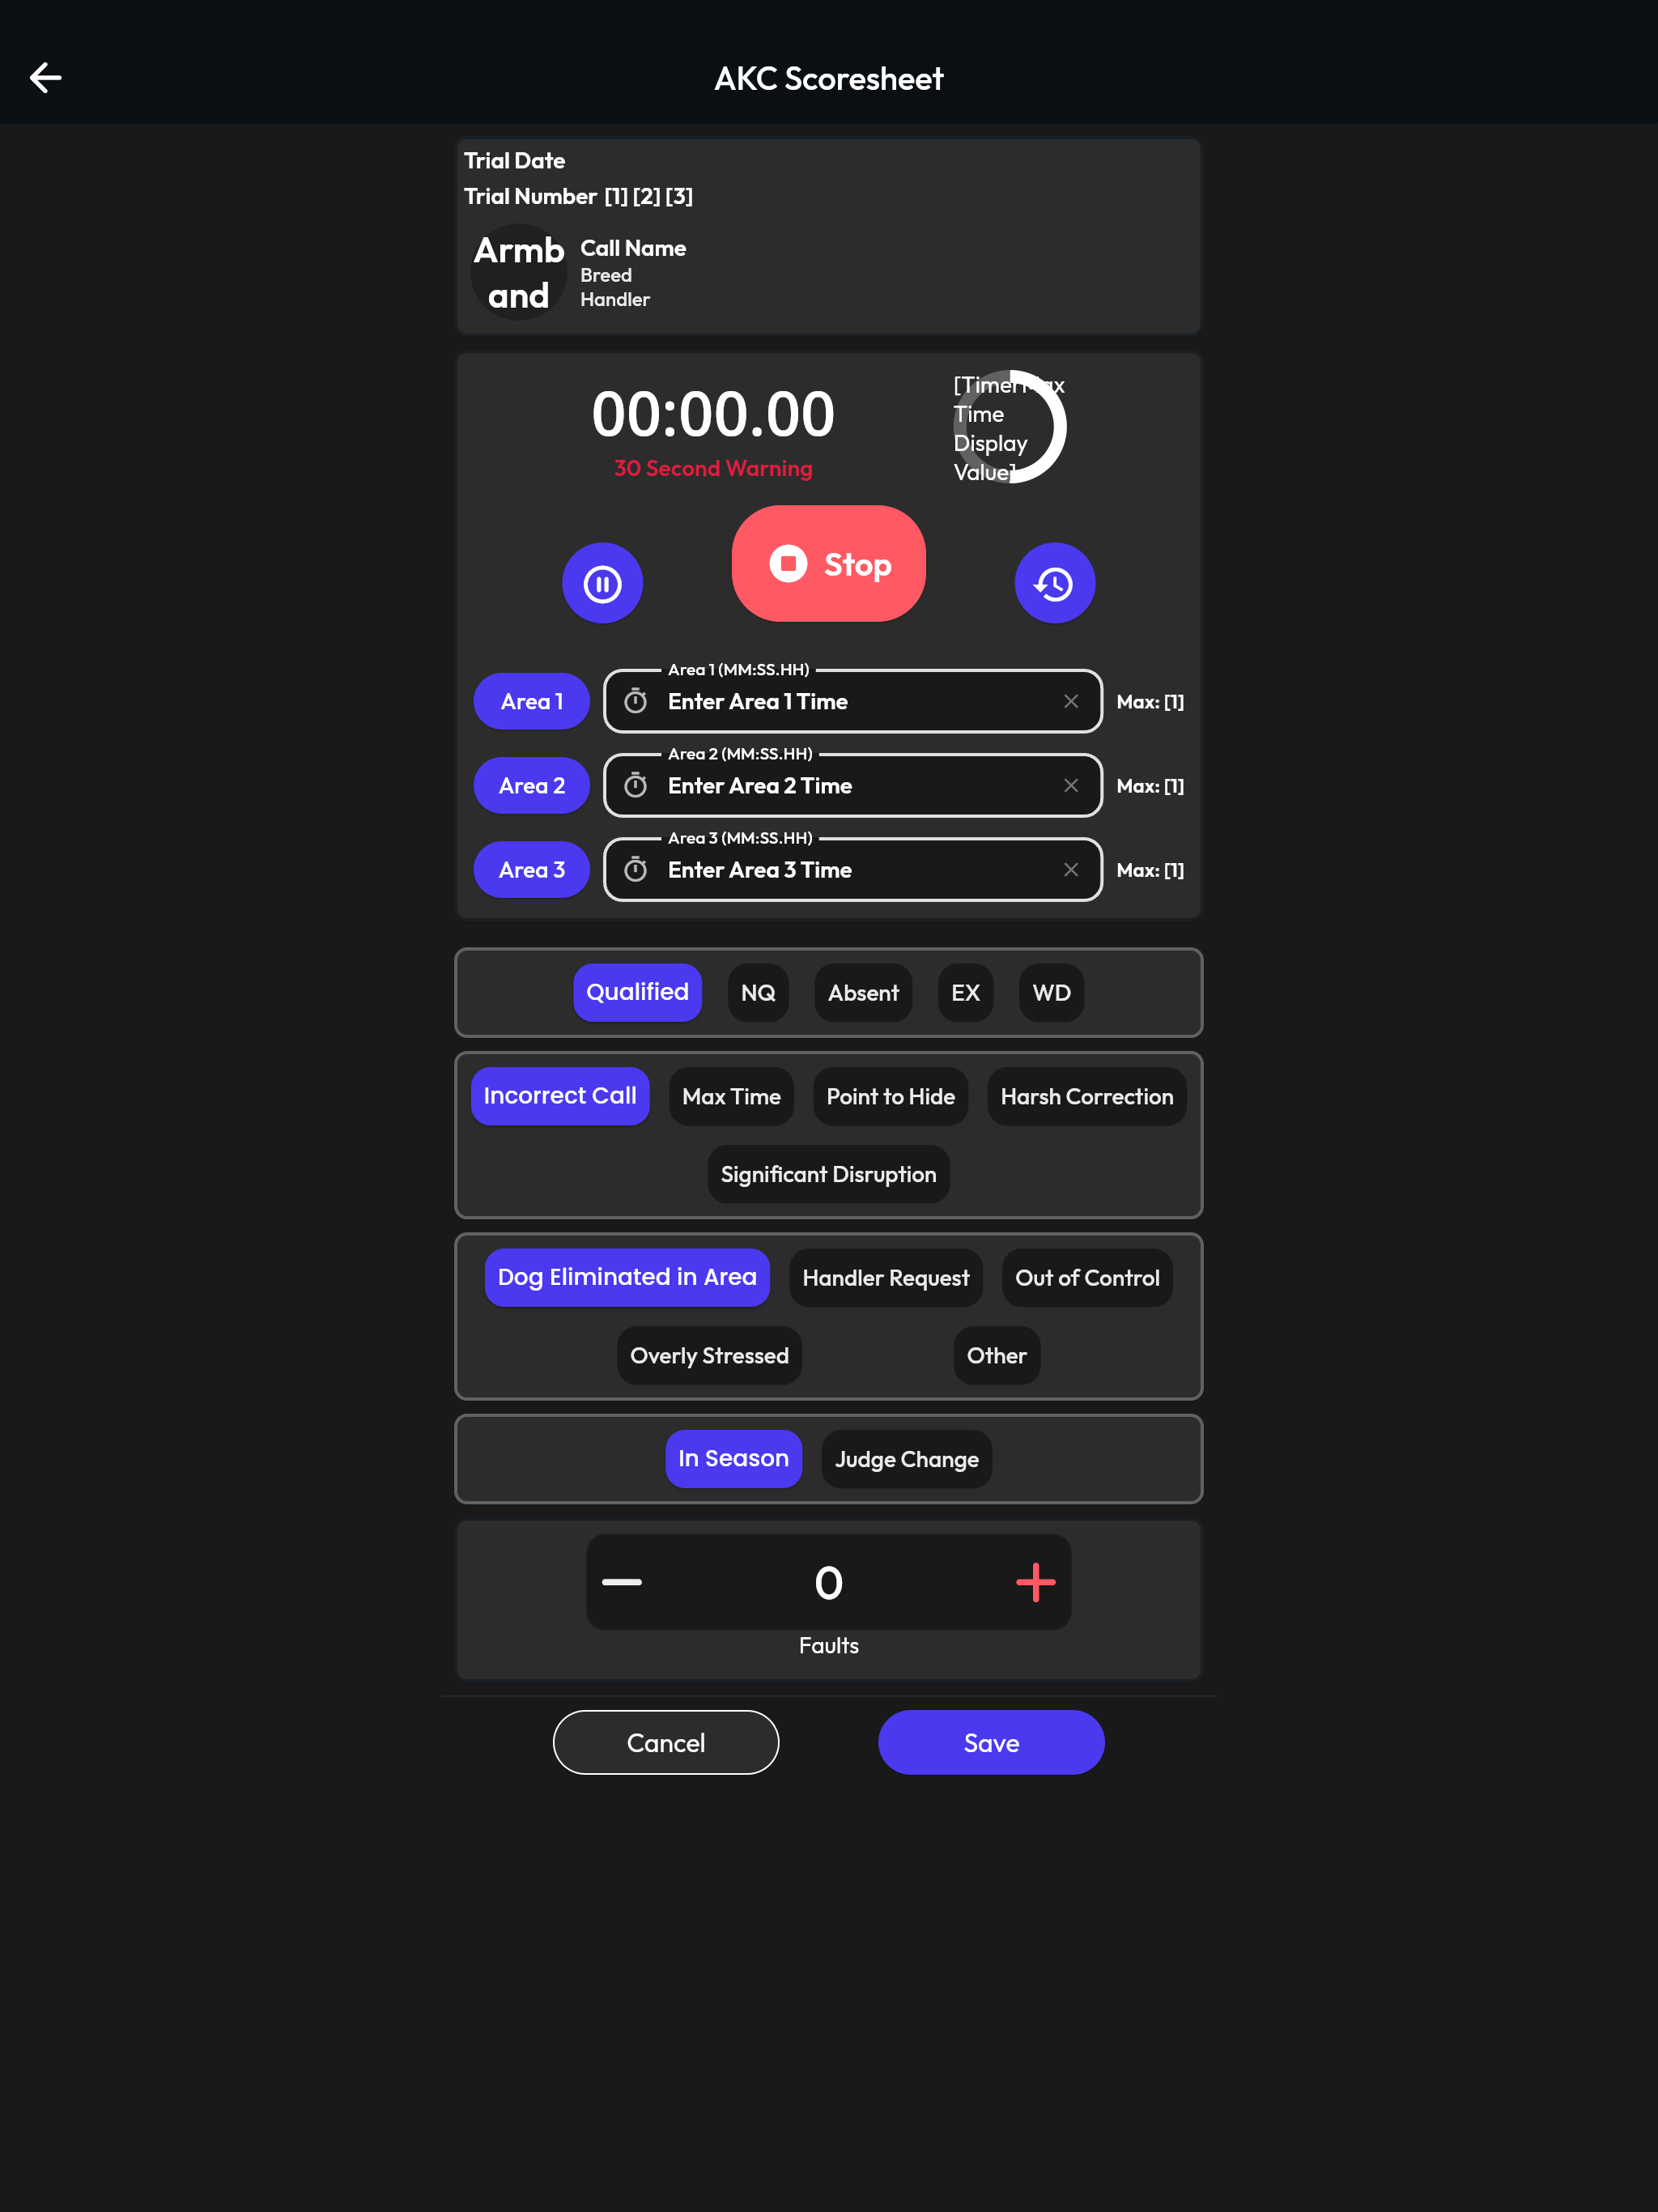 AKC Scoresheet
Trial Date
Trial Number [1] [2] [3]
Armb
and
Call Name
Breed
Handler
00:00.00
30 Second Warning
[TimerMax
Time
Display
Value]
Stop
Area 1
Area 1 (MM:SS.HH)
Enter Area 1 Time
Max: [1]
Area 2
Area 2 (MM:SS.HH)
Enter Area 2 Time
Max: [1]
Area 3
Area 3 (MM:SS.HH)
Enter Area 3 Time
Max: [1]
Qualified NQ Absent EX WD
Incorrect Call Max Time Point to Hide Harsh Correction
Significant Disruption
Dog Eliminated in Area Handler Request Out of Control
Overly Stressed Other
In Season Judge Change
0
Faults
Cancel Save